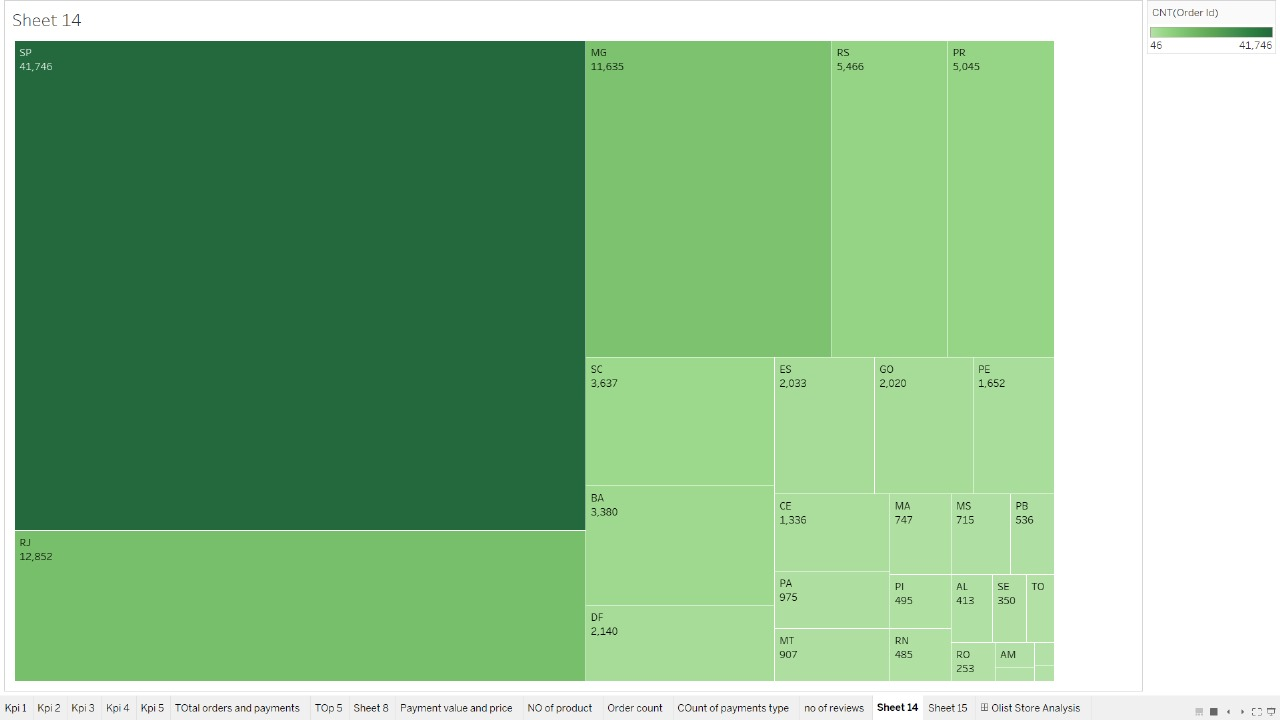 Sheet 14
CNT(Order Id)
46 41,746
SP
41,746
MG
11,635
RS
5,466
PR
5,045
SC
3,637
ES
2,033
GO
2,020
PE
1,652
BA
3,380
CE
1,336
MA
747
MS
715
PB
536
RJ
12,852
PA
975
PI
495
AL
413
SE
350
TO
DF
2,140
MT
907
RN
485
RO
253
AM
Kpi 1 Kpi 2 Kpi 3 Kpi 4 Kpi 5 TOtal orders and payments TOp 5 Sheet 8 Payment value and price NO of product Order count COunt of payments type no of reviews Sheet 14 Sheet 15 Olist Store Analysis